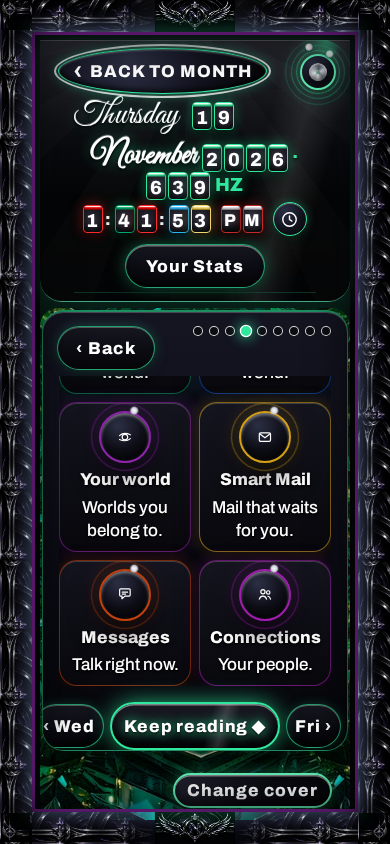 ‹ BACK TO MONTH
Thursday 19
November 2026 ·
639 HZ
1:41:53 PM
Your Stats
‹ Back
world. world.
Your world Smart Mail
Worlds you Mail that waits
belong to. for you.
Messages Connections
Talk right now. Your people.
‹ Wed Keep reading ◆ Fri ›
Change cover